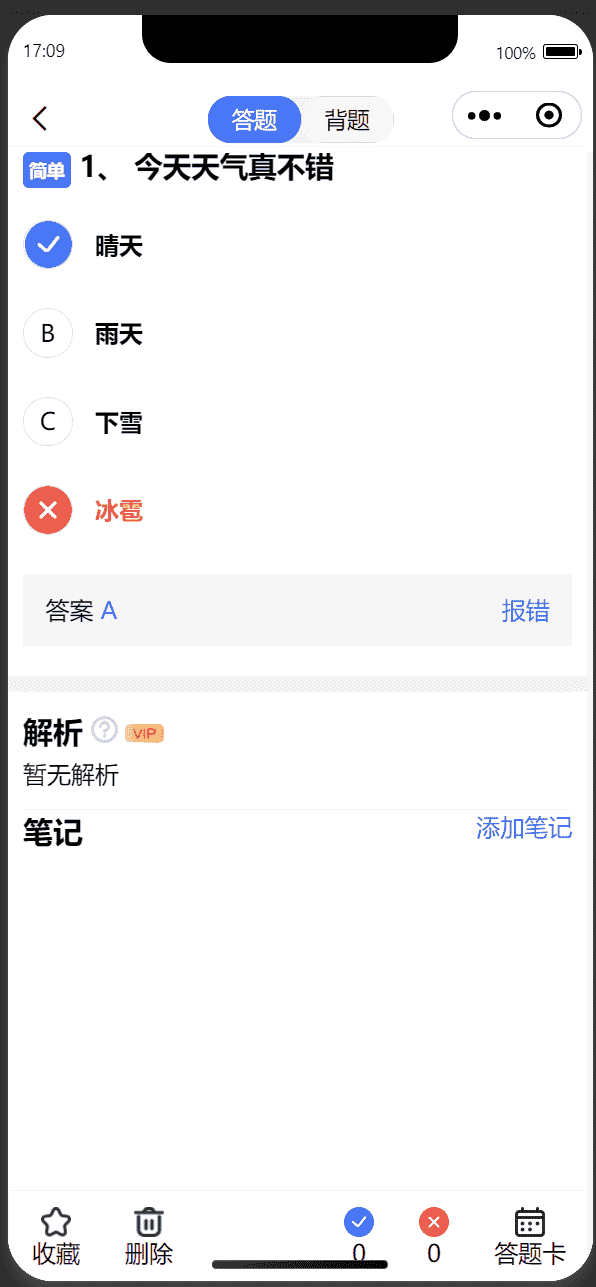 17:09
100%
答题 背题
简单 1、 今天天气真不错
晴天
B 雨天
C 下雪
冰雹
答案 A 报错
解析 ? VIP
暂无解析
笔记 添加笔记
0 0
收藏 删除 答题卡